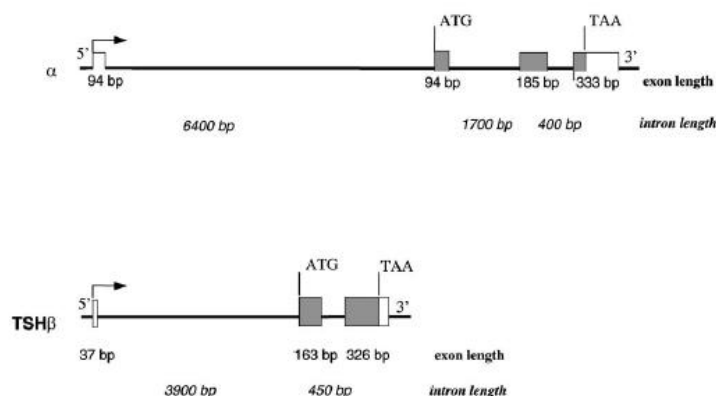 ATG TAA
5' 3'
α
94 bp 94 bp 185 bp 333 bp exon length
6400 bp 1700 bp 400 bp intron length
ATG TAA
5' 3'
TSHβ
37 bp 163 bp 326 bp exon length
3900 bp 450 bp intron length